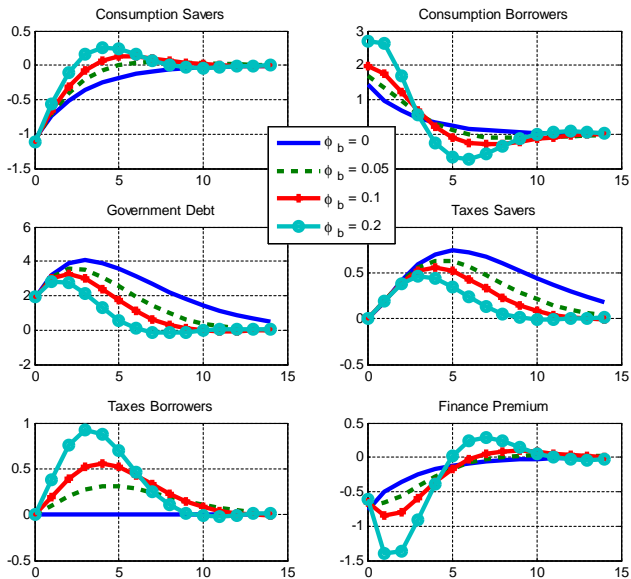 Consumption Savers
Consumption Borrowers
0.5
0
-0.5
-1
-1.5
0 5 10 15
3
2
1
0
-1
0 5 10 15
ϕ b = 0
ϕ b = 0.05
ϕ b = 0.1
ϕ b = 0.2
Government Debt
Taxes Savers
6
4
2
0
-2
0 5 10 15
0.5
0
-0.5
0 5 10 15
Taxes Borrowers
Finance Premium
1
0.5
0
-0.5
0 5 10 15
0.5
0
-0.5
-1
-1.5
0 5 10 15